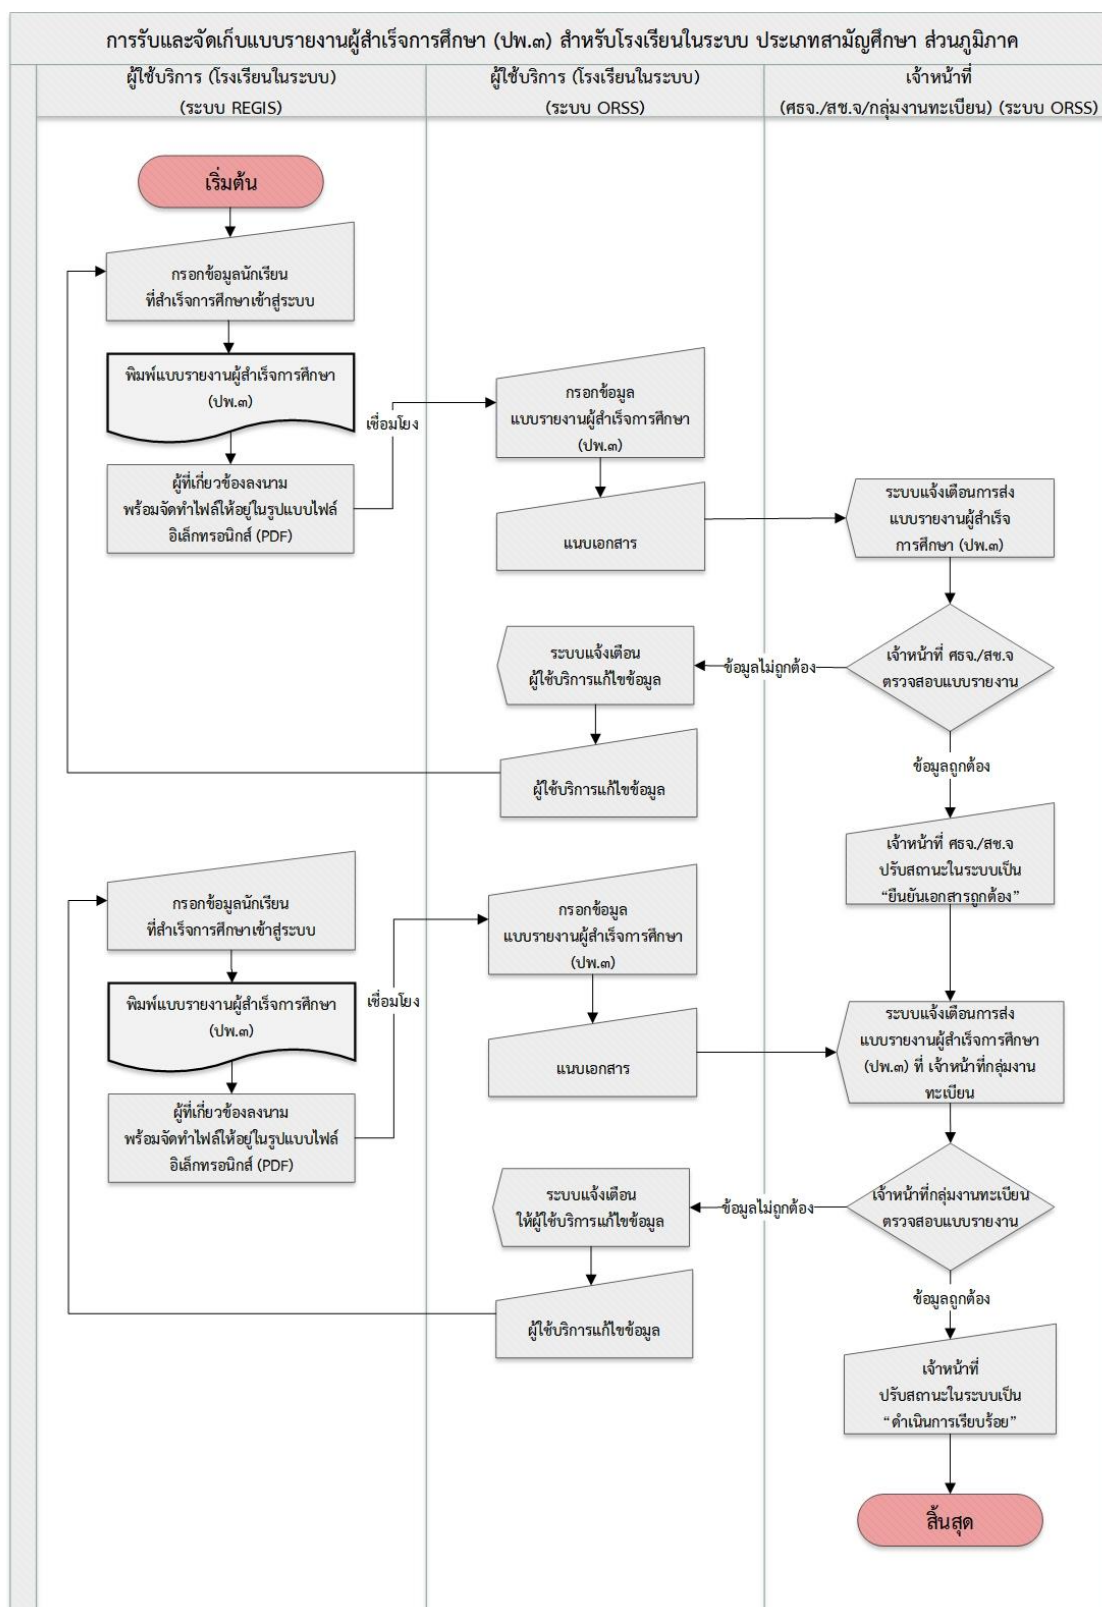 การรับและจัดเก็บแบบรายงานผู้สำเร็จการศึกษา (ปพ.๓) สำหรับโรงเรียนในระบบ ประเภทสามัญศึกษา ส่วนภูมิภาค
ผู้ใช้บริการ (โรงเรียนในระบบ)
(ระบบ REGIS)
ผู้ใช้บริการ (โรงเรียนในระบบ)
(ระบบ ORSS)
เจ้าหน้าที่
(ศธจ./สช.จ/กลุ่มงานทะเบียน) (ระบบ ORSS)
เริ่มต้น
กรอกข้อมูลนักเรียน
ที่สำเร็จการศึกษาเข้าสู่ระบบ
พิมพ์แบบรายงานผู้สำเร็จการศึกษา
(ปพ.๓)
ผู้ที่เกี่ยวข้องลงนาม
พร้อมจัดทำไฟล์ให้อยู่ในรูปแบบไฟล์
อิเล็กทรอนิกส์ (PDF)
เชื่อมโยง
กรอกข้อมูล
แบบรายงานผู้สำเร็จการศึกษา
(ปพ.๓)
แนบเอกสาร
ระบบแจ้งเตือนการส่ง
แบบรายงานผู้สำเร็จ
การศึกษา (ปพ.๓)
เจ้าหน้าที่ ศธจ./สช.จ
ตรวจสอบแบบรายงาน
ข้อมูลไม่ถูกต้อง
ระบบแจ้งเตือน
ผู้ใช้บริการแก้ไขข้อมูล
ผู้ใช้บริการแก้ไขข้อมูล
ข้อมูลถูกต้อง
เจ้าหน้าที่ ศธจ./สช.จ
ปรับสถานะในระบบเป็น
“ยืนยันเอกสารถูกต้อง”
กรอกข้อมูลนักเรียน
ที่สำเร็จการศึกษาเข้าสู่ระบบ
พิมพ์แบบรายงานผู้สำเร็จการศึกษา
(ปพ.๓)
ผู้ที่เกี่ยวข้องลงนาม
พร้อมจัดทำไฟล์ให้อยู่ในรูปแบบไฟล์
อิเล็กทรอนิกส์ (PDF)
เชื่อมโยง
กรอกข้อมูล
แบบรายงานผู้สำเร็จการศึกษา
(ปพ.๓)
แนบเอกสาร
ระบบแจ้งเตือนการส่ง
แบบรายงานผู้สำเร็จการศึกษา
(ปพ.๓) ที่ เจ้าหน้าที่กลุ่มงาน
ทะเบียน
เจ้าหน้าที่กลุ่มงานทะเบียน
ตรวจสอบแบบรายงาน
ข้อมูลไม่ถูกต้อง
ระบบแจ้งเตือน
ให้ผู้ใช้บริการแก้ไขข้อมูล
ผู้ใช้บริการแก้ไขข้อมูล
ข้อมูลถูกต้อง
เจ้าหน้าที่
ปรับสถานะในระบบเป็น
“ดำเนินการเรียบร้อย”
สิ้นสุด